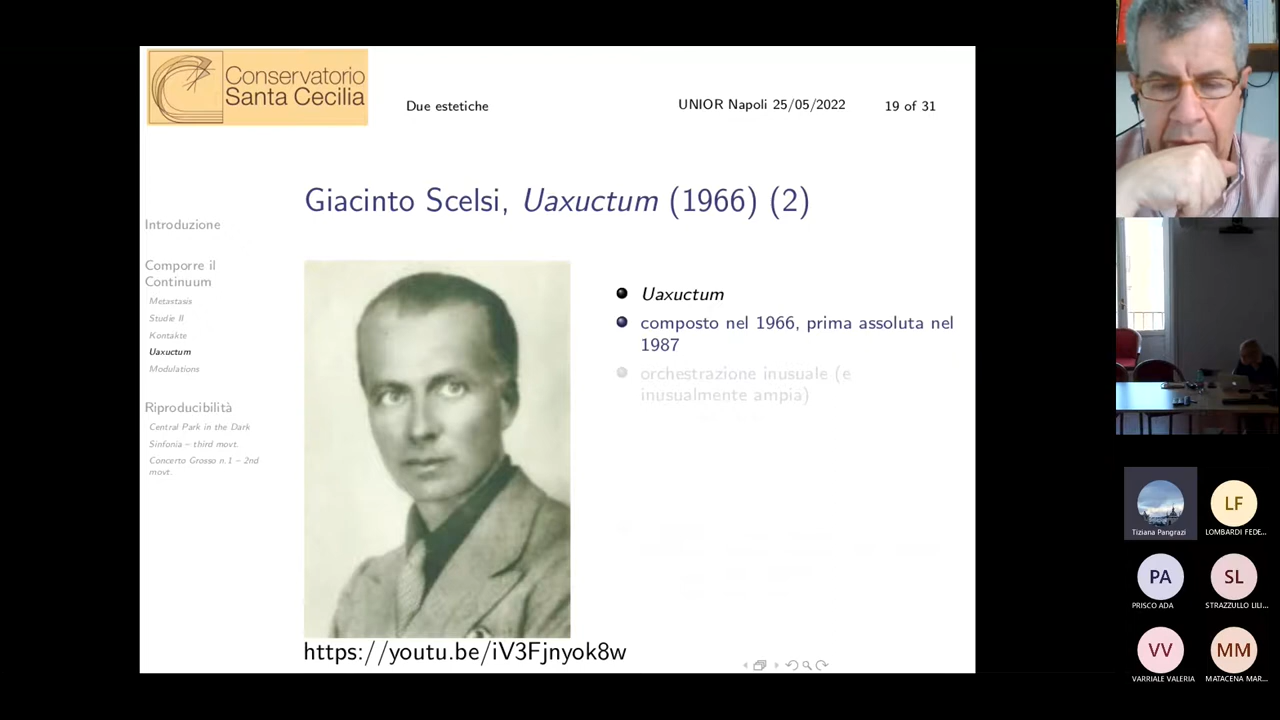 Conservatorio
Santa Cecilia
Due estetiche
UNIOR Napoli 25/05/2022
19 of 31
Giacinto Scelsi, Uaxuctum (1966) (2)
Introduzione
Comporre il
Continuum
Metastasis
Studie II
Kontakte
Uaxuctum
Modulations
Riproducibilità
Central Park in the Dark
Sinfonia – third movt.
Concerto Grosso n.1 – 2nd
movt.
Uaxuctum
composto nel 1966, prima assoluta nel
1987
orchestrazione inusuale (e
inusualmente ampia)
https://youtu.be/iV3Fjnyok8w
Tiziana Pangrazi
LF
LOMBARDI FEDE...
PA
PRISCO ADA
SL
STRAZZULLO LILI...
VV
VARRIALE VALERIA
MM
MATACENA MAR...